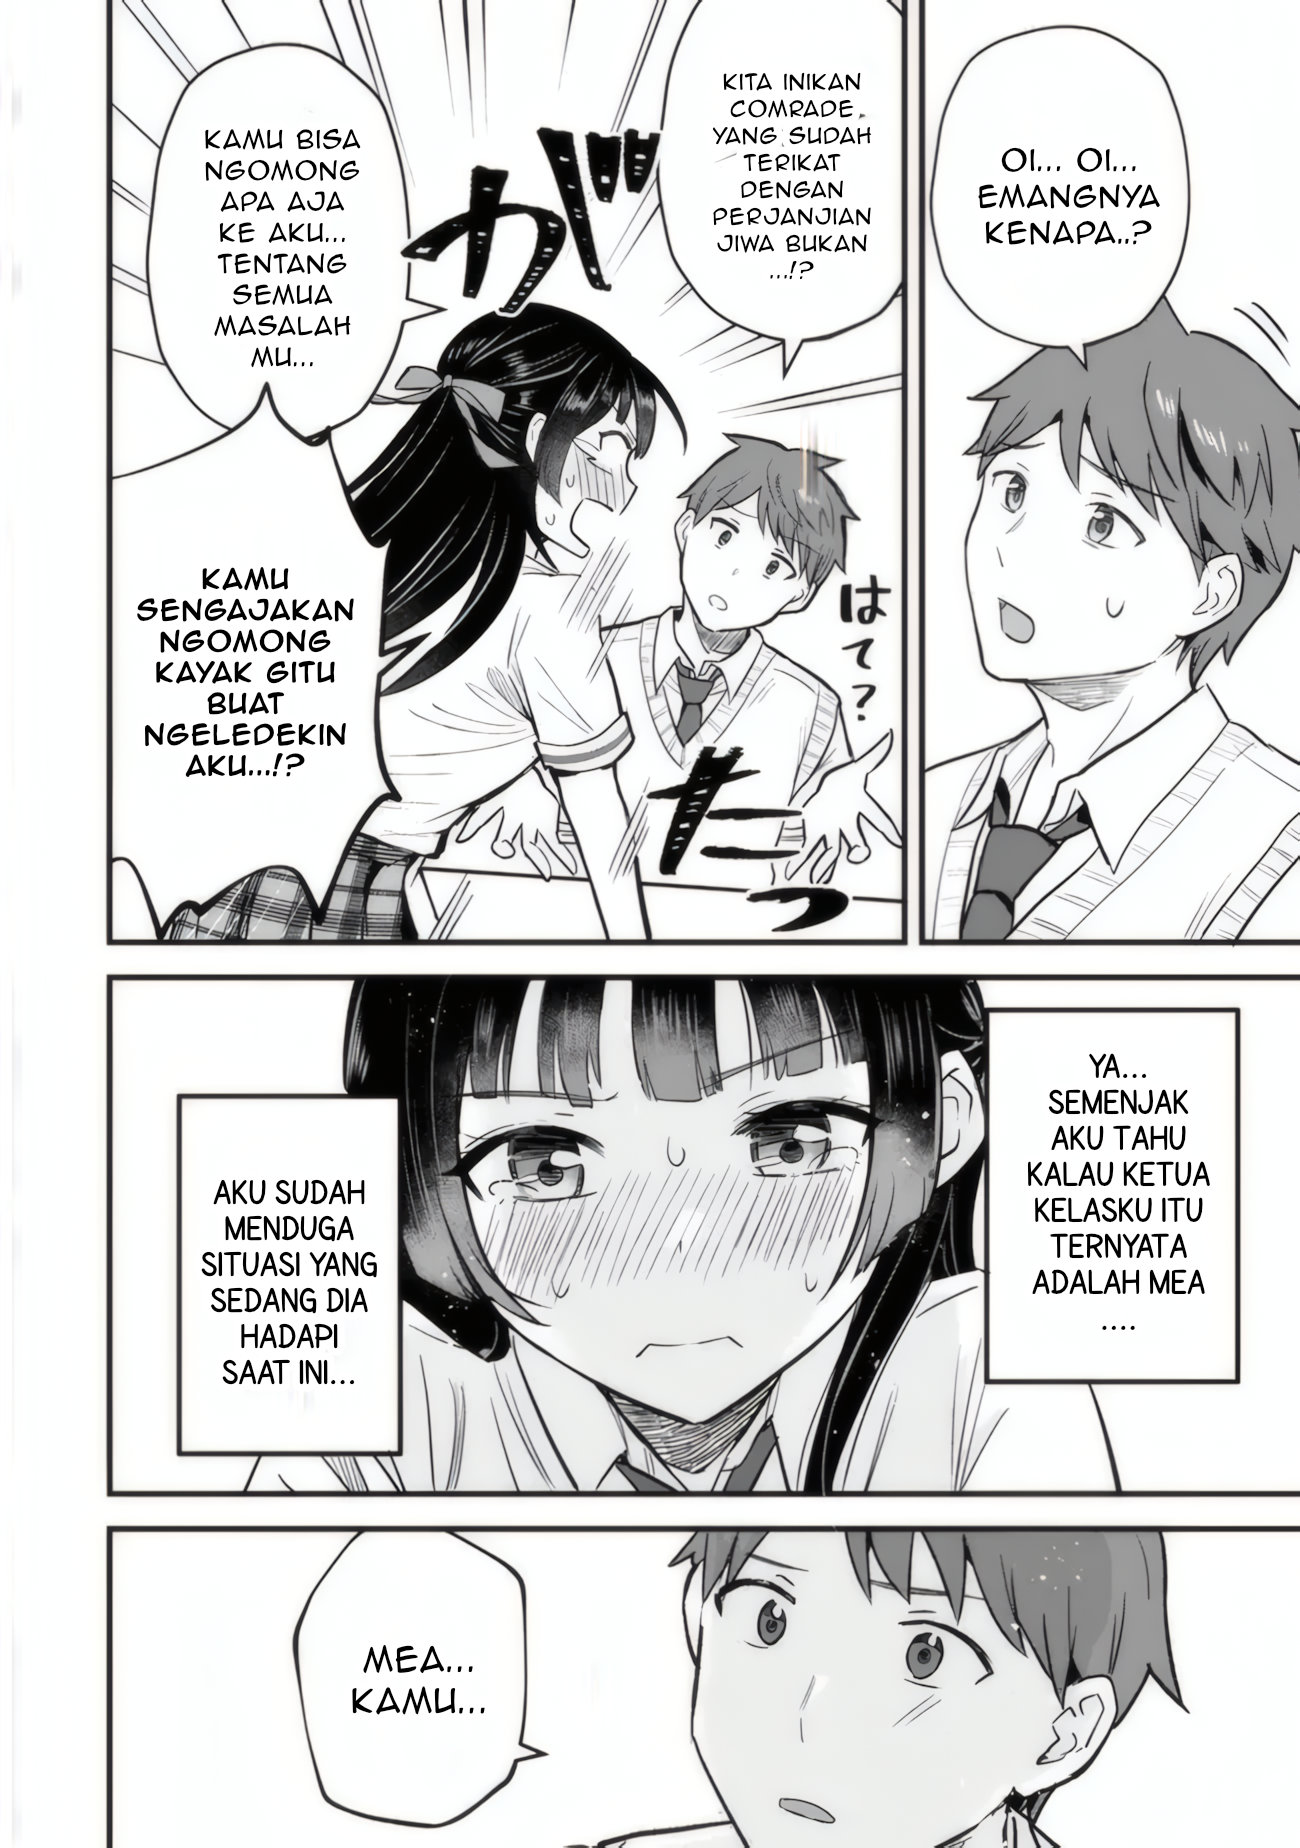 OI... OI...
EMANGNYA
KENAPA..?
KITA INIKAN
COMRADE
YANG SUDAH
TERIKAT
DENGAN
PERJANJIAN
JIWA BUKAN
...!?
ガ
タ
ッ
はて?
KAMU BISA
NGOMONG
APA AJA
KE AKU...
TENTANG
SEMUA
MASALAH
MU...
KAMU
SENGAJAKAN
NGOMONG
KAYAK GITU
BUAT
NGELEDEKIN
AKU...!?
YA...
SEMENJAK
AKU TAHU
KALAU KETUA
KELASKU ITU
TERNYATA
ADALAH MEA
....
AKU SUDAH
MENDUGA
SITUASI YANG
SEDANG DIA
HADAPI
SAAT INI...
MEA...
KAMU...